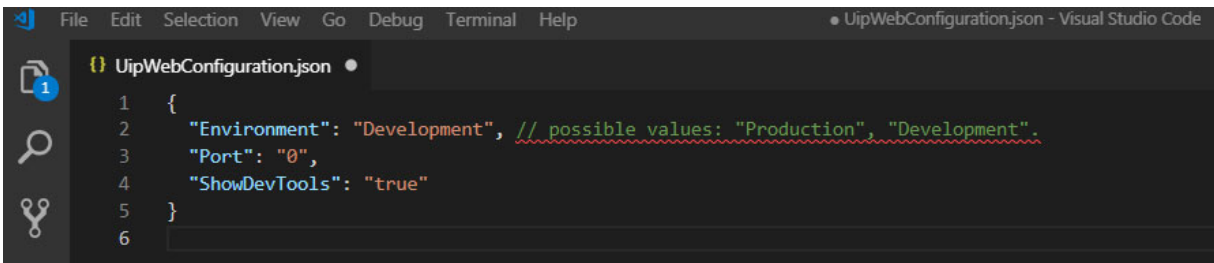 File Edit Selection View Go Debug Terminal Help ● UipWebConfiguration.json - Visual Studio Code
{} UipWebConfiguration.json ●
1
1 {
2 "Environment": "Development", // possible values: "Production", "Development".
3 "Port": "0",
4 "ShowDevTools": "true"
5 }
6